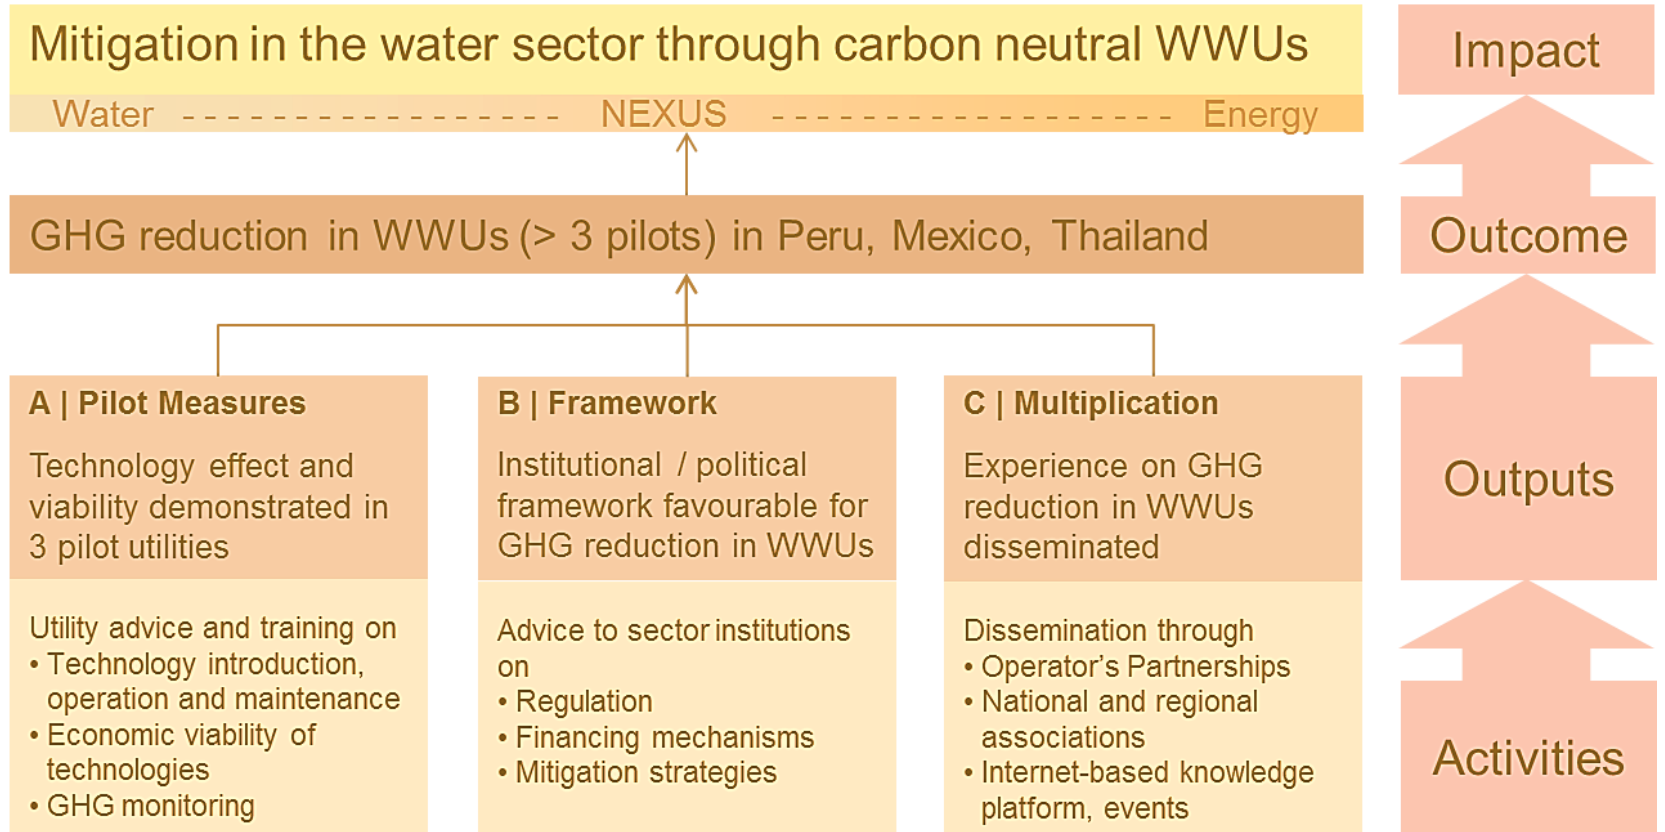 Mitigation in the water sector through carbon neutral WWUs
Impact
Water - - - - - - - - - - - - - - - - - NEXUS - - - - - - - - - - - - - - - - - - Energy
GHG reduction in WWUs (> 3 pilots) in Peru, Mexico, Thailand
Outcome
A | Pilot Measures
Technology effect and
viability demonstrated in
3 pilot utilities
B | Framework
Institutional / political
framework favourable for
GHG reduction in WWUs
C | Multiplication
Experience on GHG
reduction in WWUs
disseminated
Outputs
Utility advice and training on
• Technology introduction,
operation and maintenance
• Economic viability of
technologies
• GHG monitoring
Advice to sector institutions
on
• Regulation
• Financing mechanisms
• Mitigation strategies
Dissemination through
• Operator’s Partnerships
• National and regional
associations
• Internet-based knowledge
platform, events
Activities